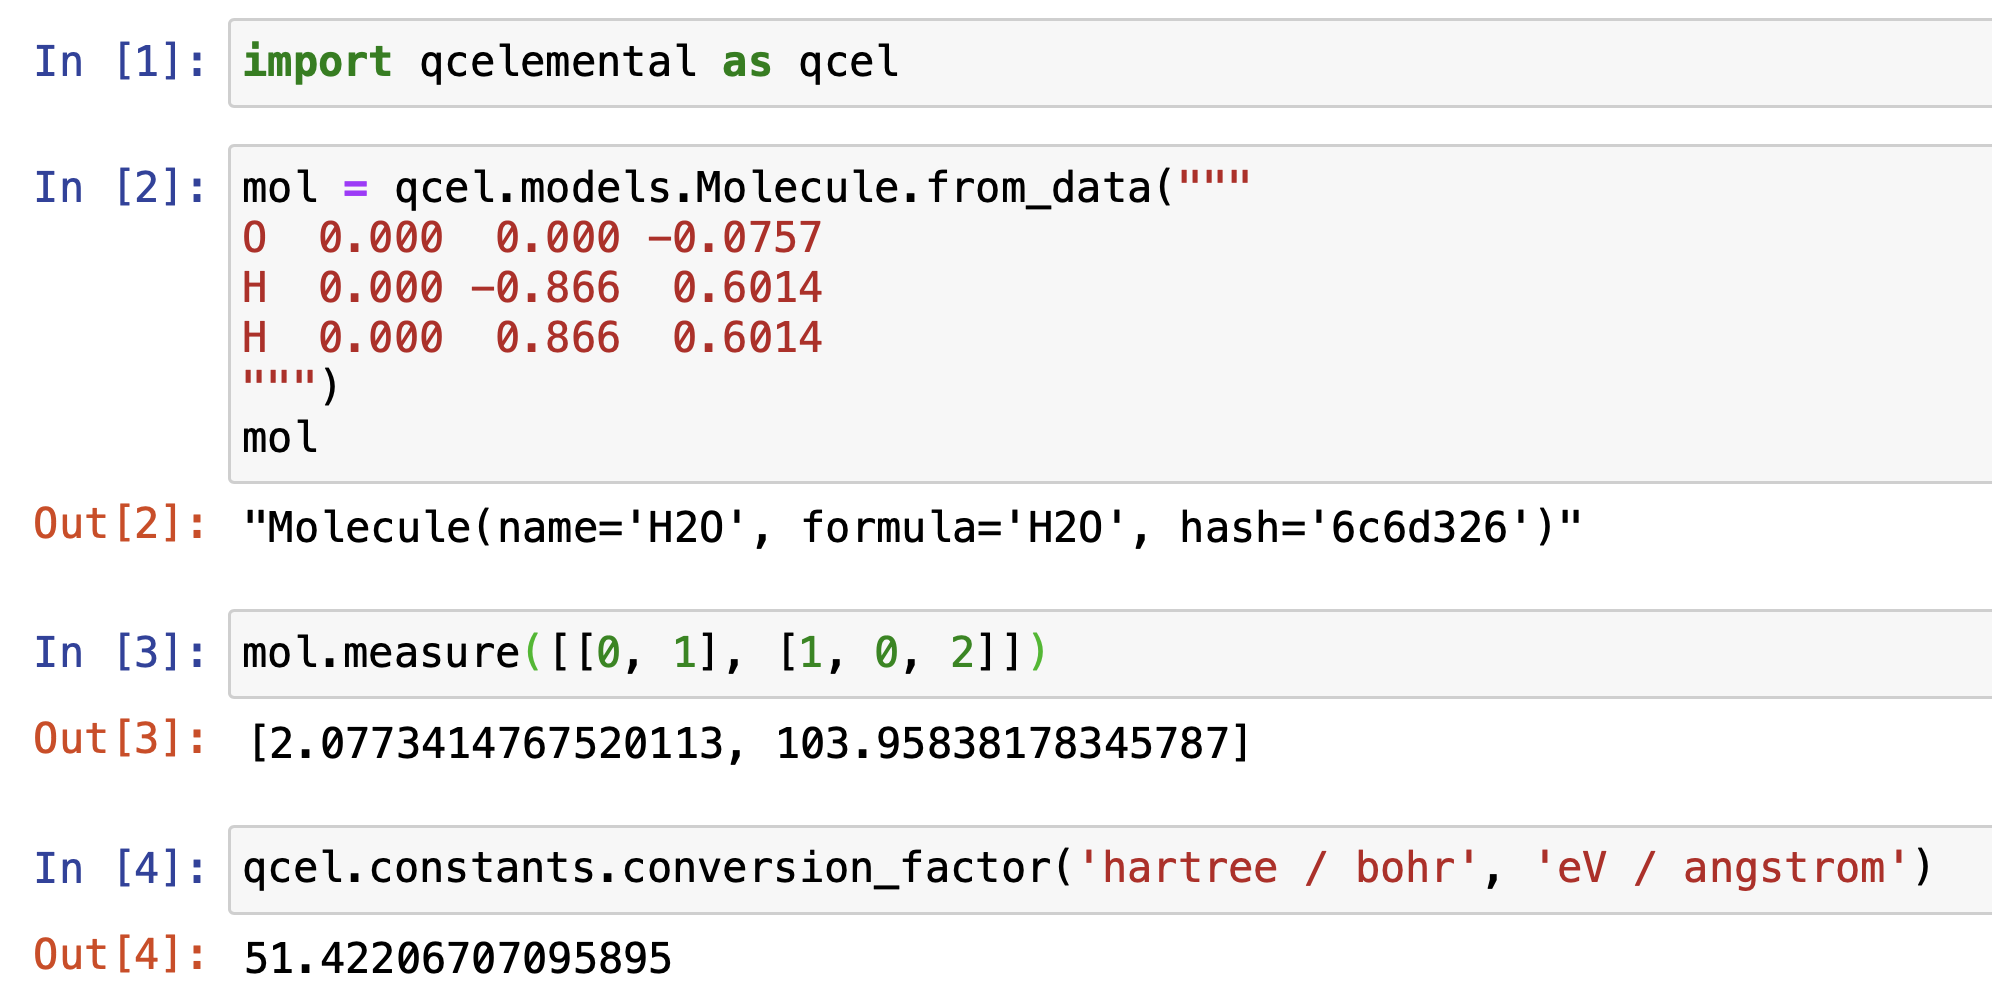 In [1]: import qcelemental as qcel
In [2]: mol = qcel.models.Molecule.from_data("""
O  0.000  0.000 -0.0757
H  0.000 -0.866  0.6014
H  0.000  0.866  0.6014
""")
mol
Out[2]: "Molecule(name='H2O', formula='H2O', hash='6c6d326')"
In [3]: mol.measure([[0, 1], [1, 0, 2]])
Out[3]: [2.0773414767520113, 103.95838178345787]
In [4]: qcel.constants.conversion_factor('hartree / bohr', 'eV / angstrom')
Out[4]: 51.42206707095895